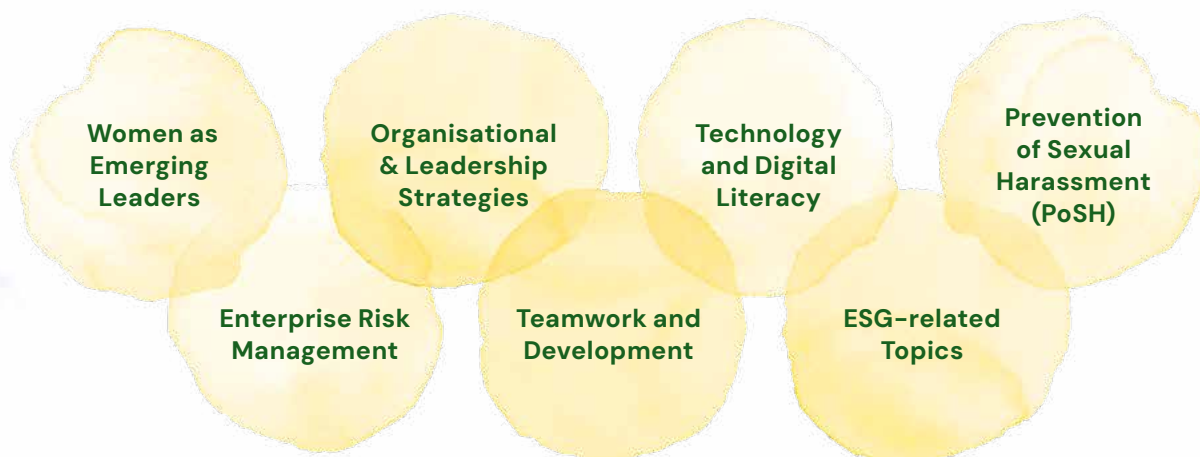 Women as
Emerging
Leaders
Organisational
& Leadership
Strategies
Technology
and Digital
Literacy
Prevention
of Sexual
Harassment
(PoSH)
Enterprise Risk
Management
Teamwork and
Development
ESG-related
Topics